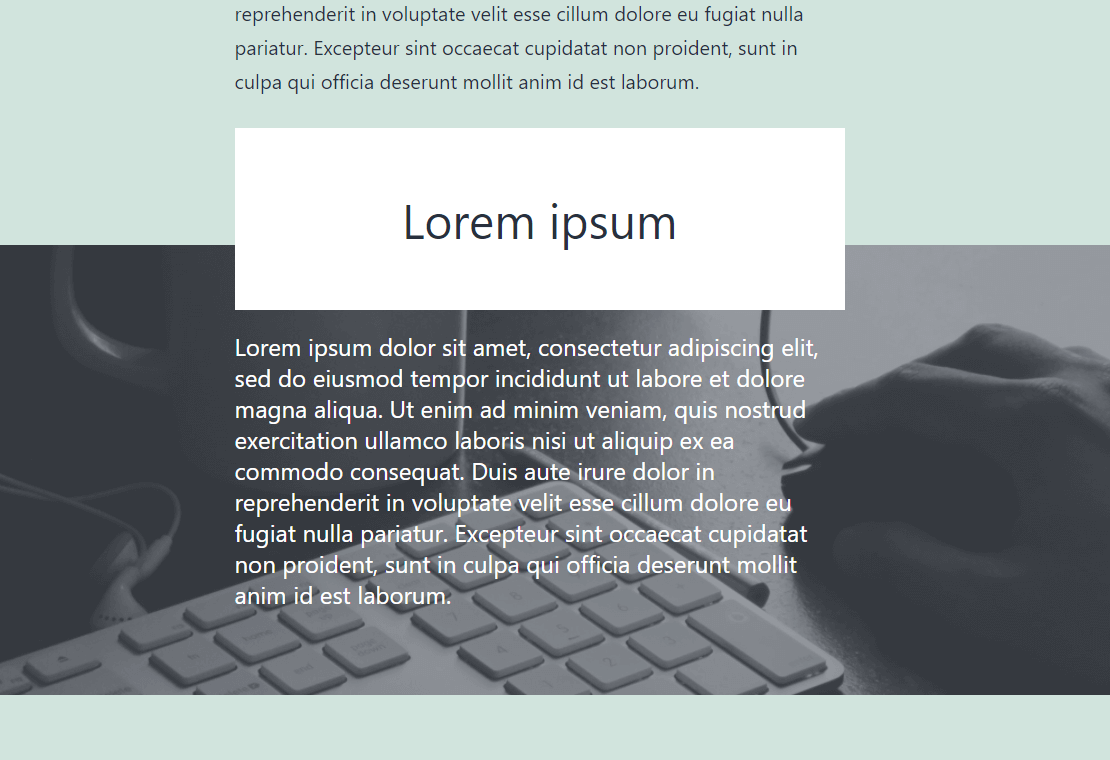 reprehenderit in voluptate velit esse cillum dolore eu fugiat nulla
pariatur. Excepteur sint occaecat cupidatat non proident, sunt in
culpa qui officia deserunt mollit anim id est laborum.
Lorem ipsum
Lorem ipsum dolor sit amet, consectetur adipiscing elit,
sed do eiusmod tempor incididunt ut labore et dolore
magna aliqua. Ut enim ad minim veniam, quis nostrud
exercitation ullamco laboris nisi ut aliquip ex ea
commodo consequat. Duis aute irure dolor in
reprehenderit in voluptate velit esse cillum dolore eu
fugiat nulla pariatur. Excepteur sint occaecat cupidatat
non proident, sunt in culpa qui officia deserunt mollit
anim id est laborum.